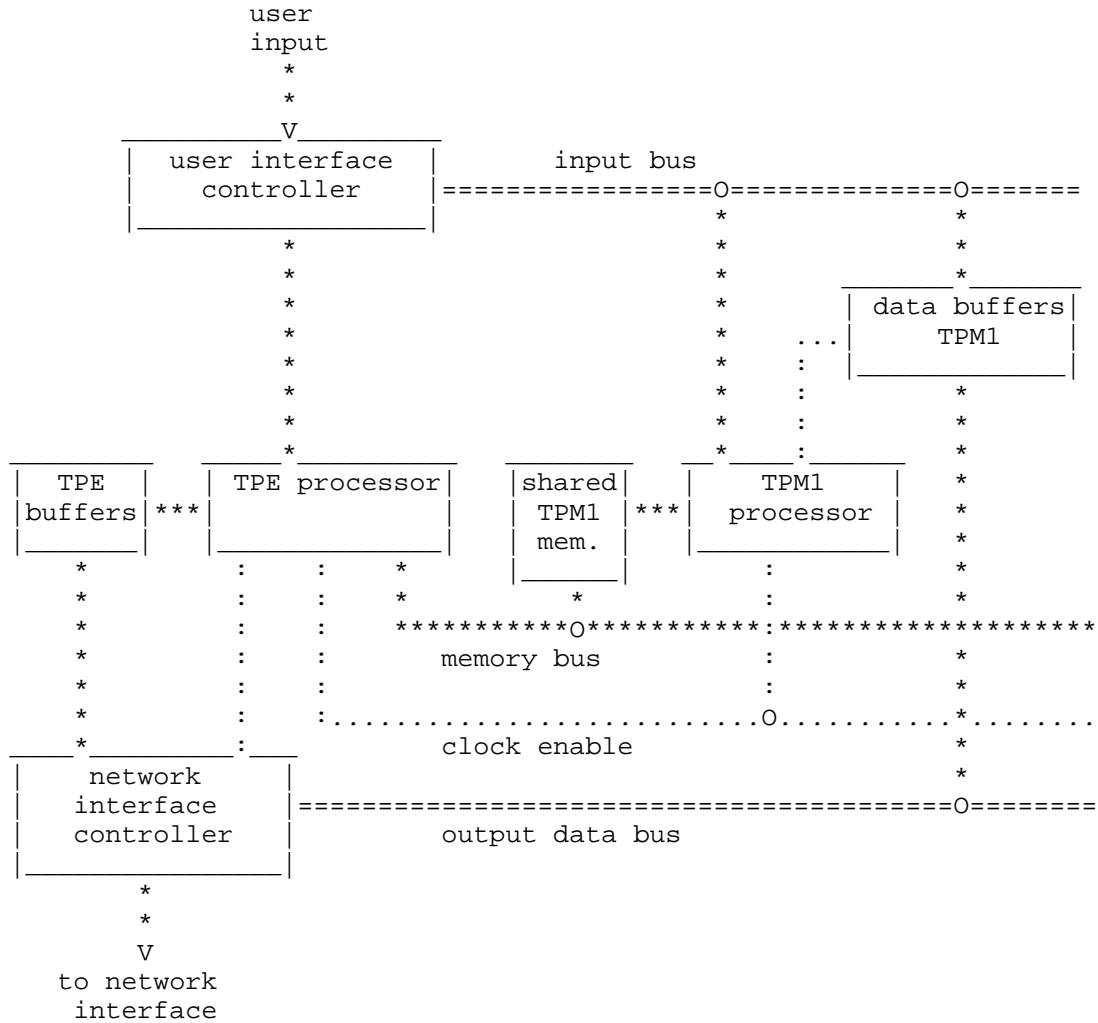 user
input
user interface
controller
input bus
data buffers
TPM1
TPE
buffers
TPE processor
shared
TPM1
mem.
TPM1
processor
memory bus
clock enable
network
interface
controller
output data bus
to network
interface